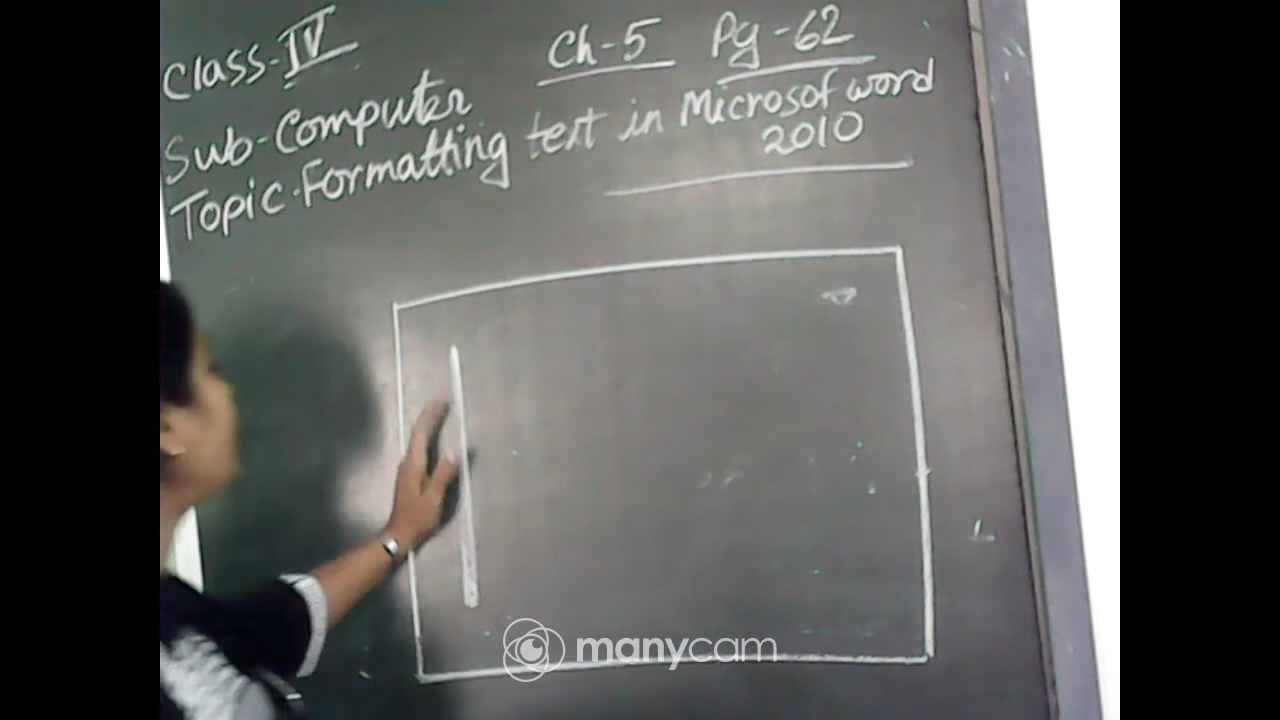 Class-IV
Ch-5 Pg-62
Sub-Computer
Topic-Formatting text in Microsof word
2010
manycam